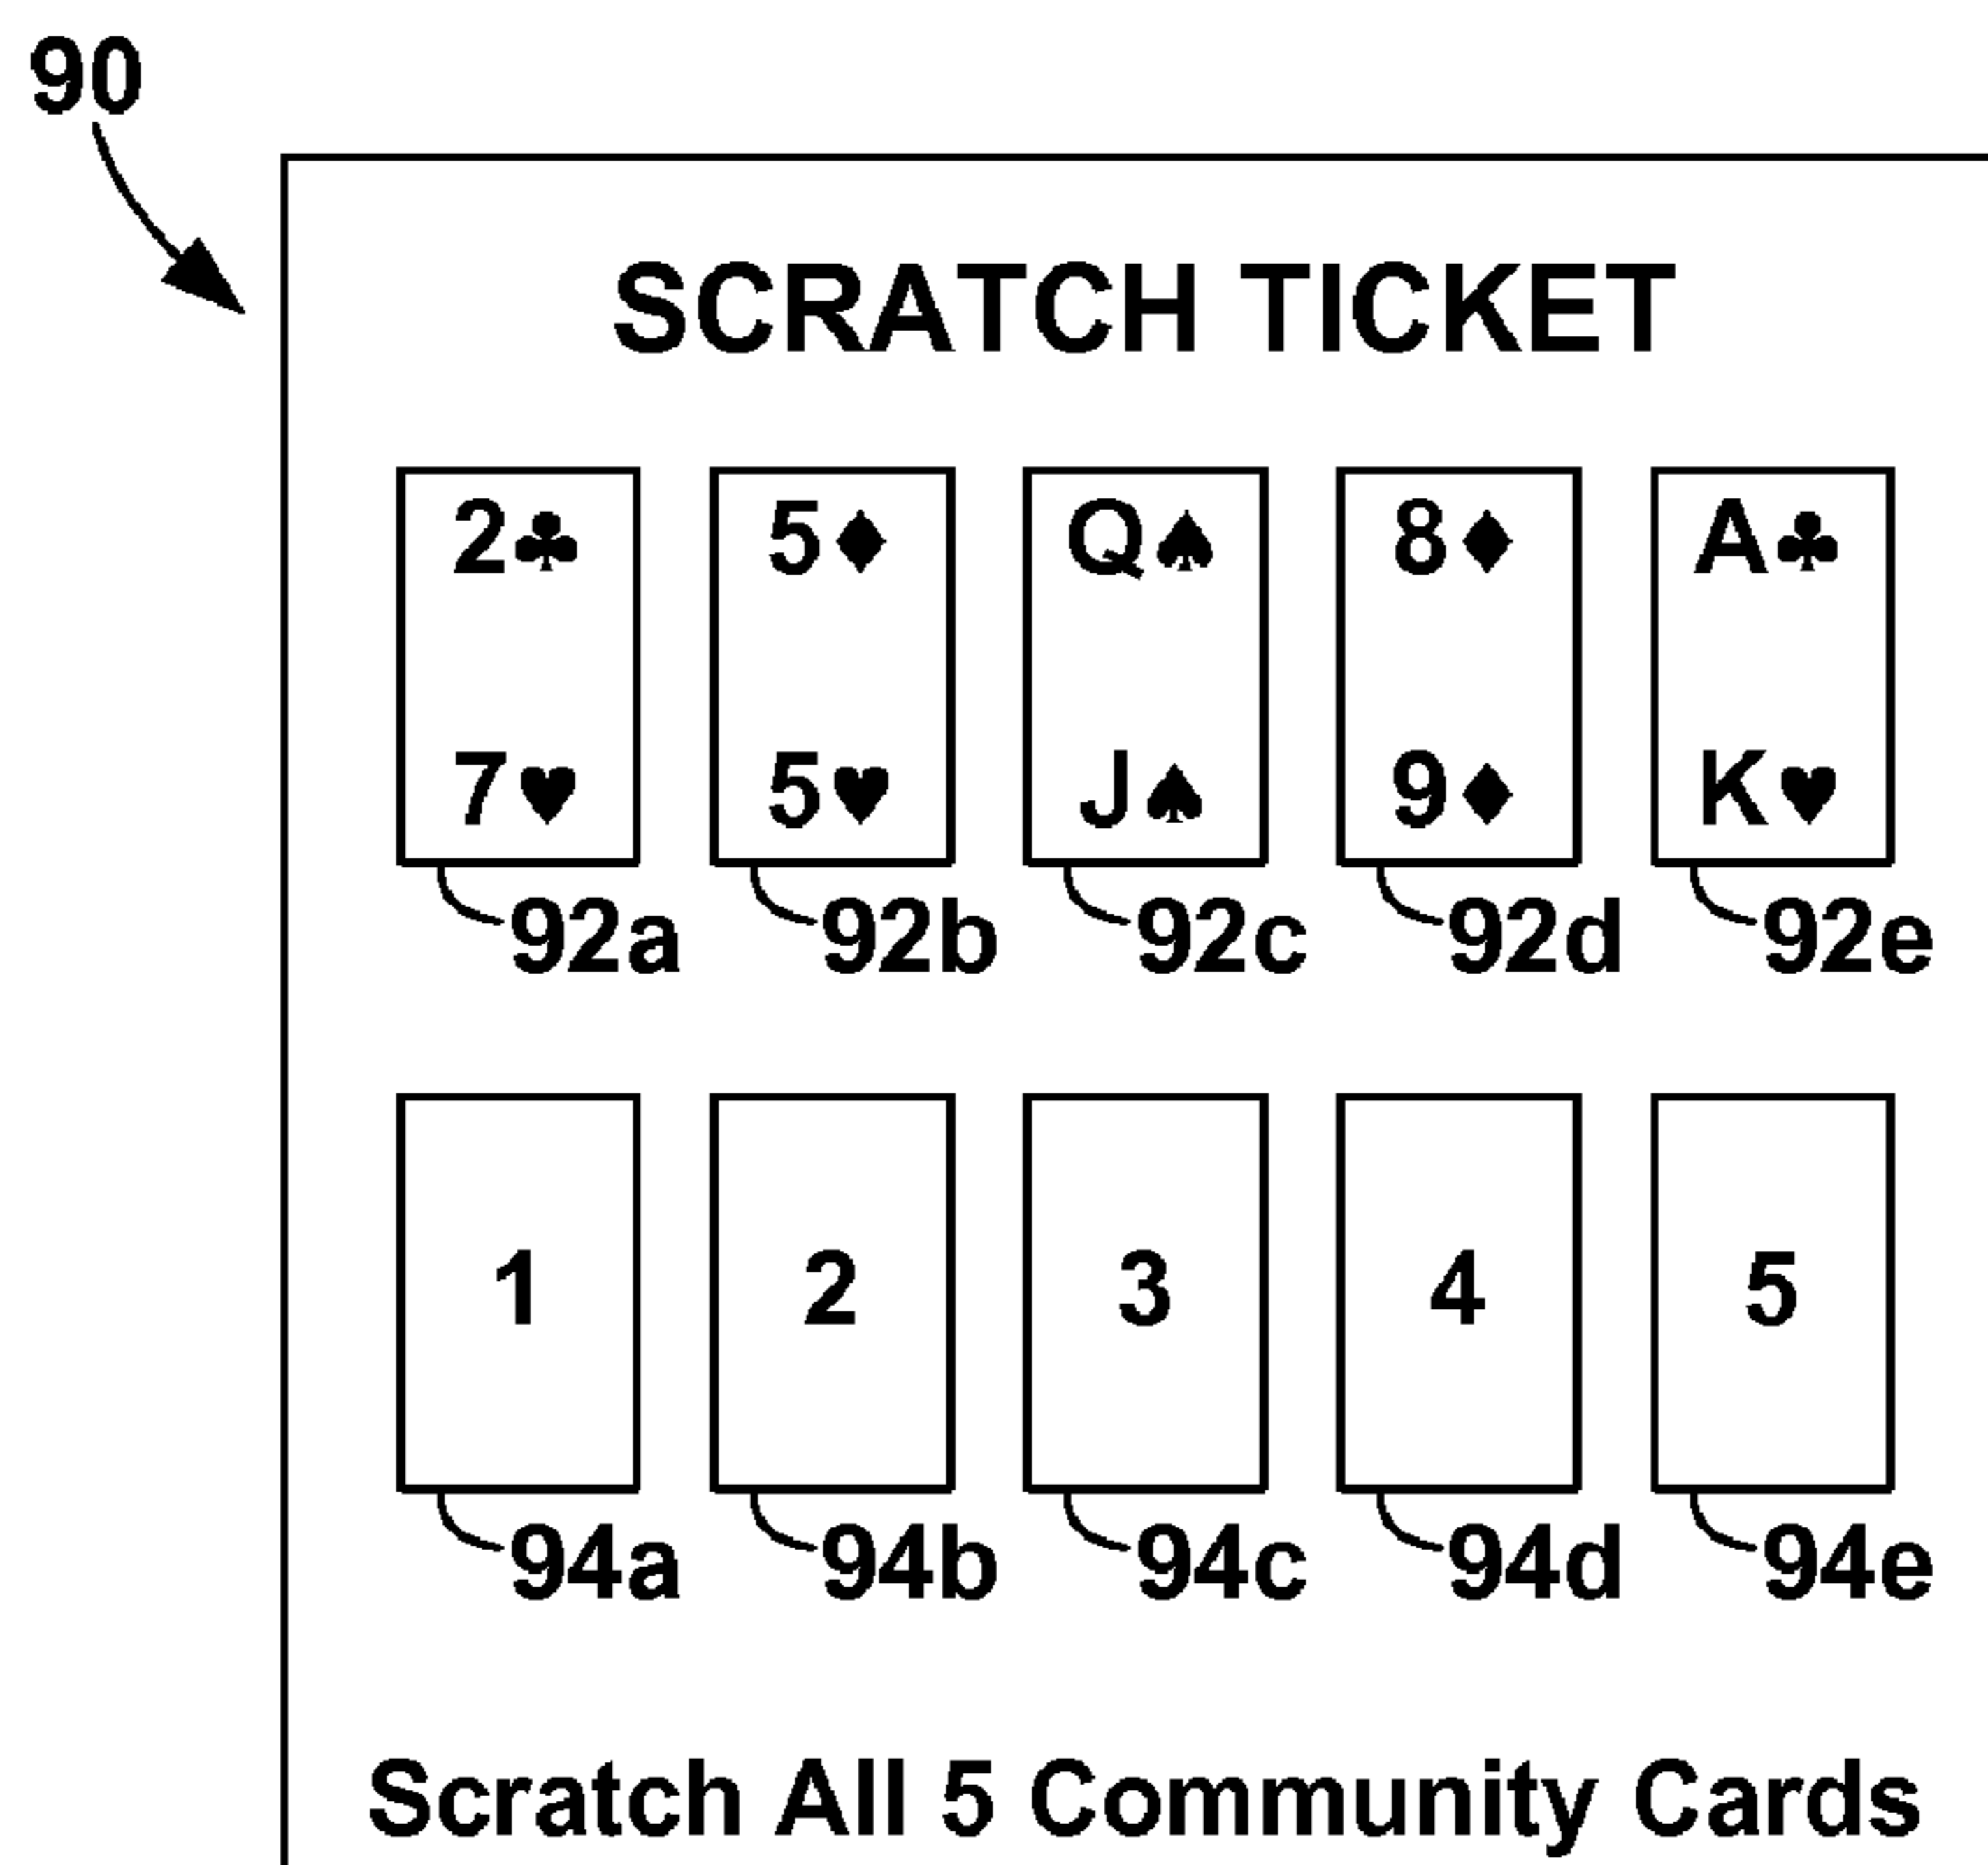 90
SCRATCH TICKET
2♣ 5♦ Q♠ 8♦ A♣
7♥ 5♥ J♠ 9♦ K♥
92a 92b 92c 92d 92e
1 2 3 4 5
94a 94b 94c 94d 94e
Scratch All 5 Community Cards